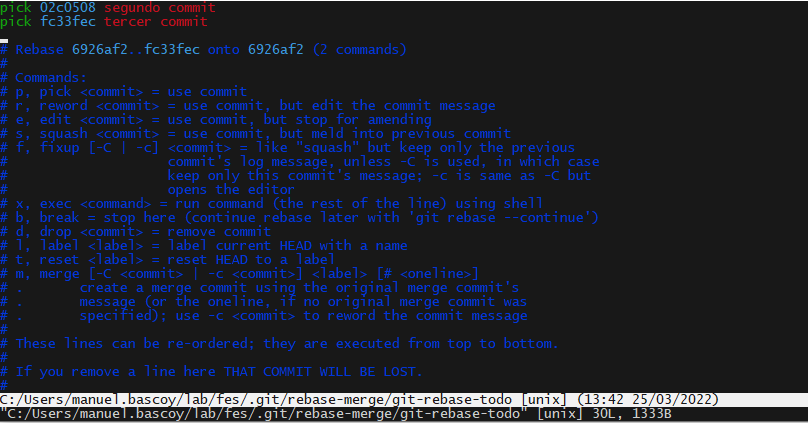 pick 02c0508 segundo commit
pick fc33fec tercer commit
# Rebase 6926af2..fc33fec onto 6926af2 (2 commands)
#
# Commands:
# p, pick <commit> = use commit
# r, reword <commit> = use commit, but edit the commit message
# e, edit <commit> = use commit, but stop for amending
# s, squash <commit> = use commit, but meld into previous commit
# f, fixup [-C | -c] <commit> = like "squash" but keep only the previous
#                    commit's log message, unless -C is used, in which case
#                    keep only this commit's message; -c is same as -C but
#                    opens the editor
# x, exec <command> = run command (the rest of the line) using shell
# b, break = stop here (continue rebase later with 'git rebase --continue')
# d, drop <commit> = remove commit
# l, label <label> = label current HEAD with a name
# t, reset <label> = reset HEAD to a label
# m, merge [-C <commit> | -c <commit>] <label> [# <oneline>]
# .       create a merge commit using the original merge commit's
# .       message (or the oneline, if no original merge commit was
# .       specified); use -c <commit> to reword the commit message
#
# These lines can be re-ordered; they are executed from top to bottom.
#
# If you remove a line here THAT COMMIT WILL BE LOST.
#
C:/Users/manuel.bascoy/lab/fes/.git/rebase-merge/git-rebase-todo [unix] (13:42 25/03/2022)
"C:/Users/manuel.bascoy/lab/fes/.git/rebase-merge/git-rebase-todo" [unix] 30L, 1333B